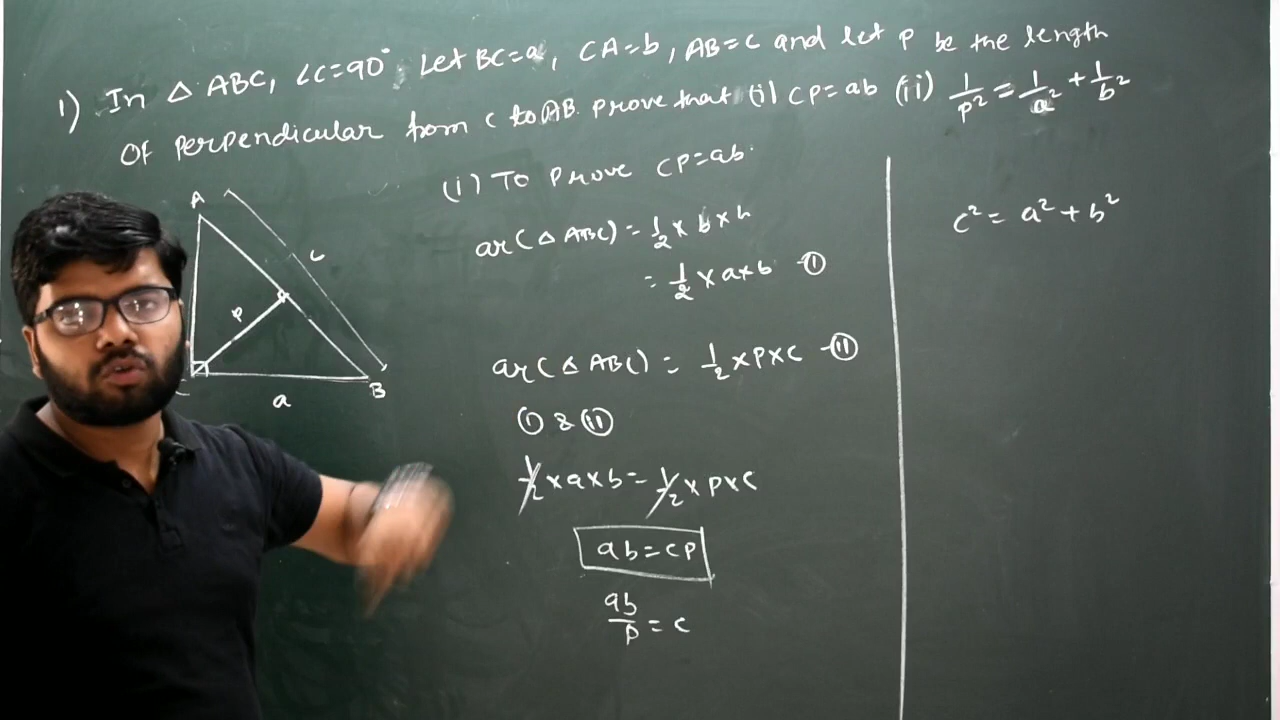 1) In △ ABC, ∠C=90° Let BC=a, CA=b, AB=c and let p be the length
Of perpendicular from c to AB. prove that (i) cp=ab (ii) 1/p² = 1/a² + 1/b²
(i) To prove cp=ab.
ar(△ ABC) = 1/2 × b × h
= 1/2 × a × b -①
ar(△ ABC) = 1/2 × p × c -②
① & ②
1/2 × a × b = 1/2 × p × c
ab = cp
ab/p = c
c² = a² + b²
A
c
p
B
a